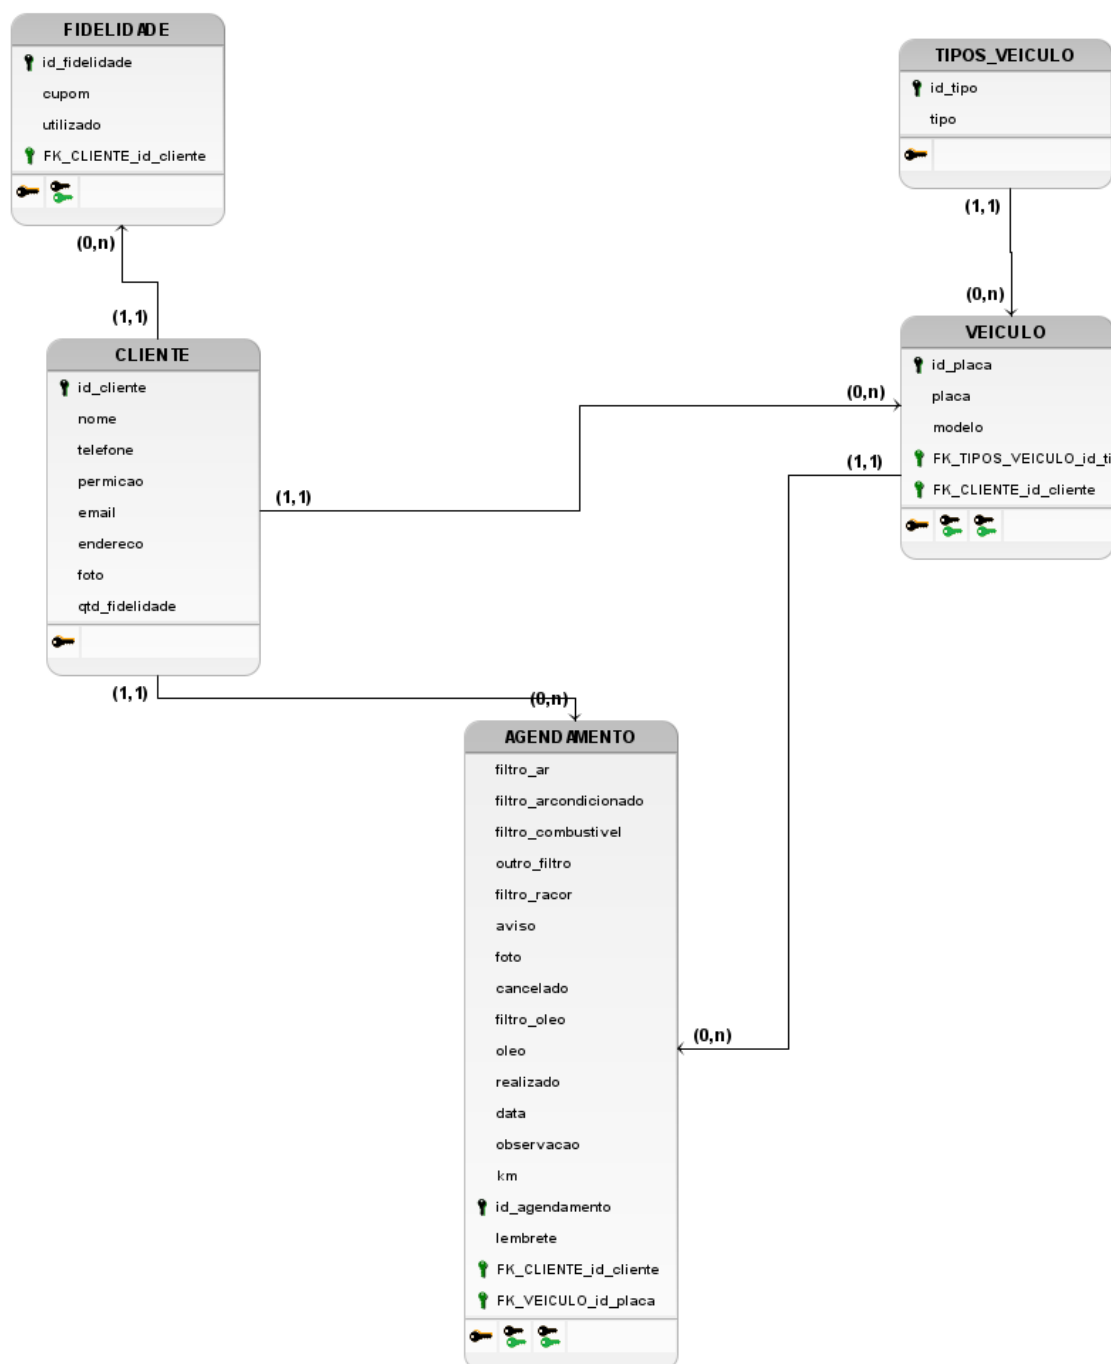 FIDELIDADE
id_fidelidade
cupom
utilizado
FK_CLIENTE_id_cliente
(0,n)
(1,1)
TIPOS_VEICULO
id_tipo
tipo
(1,1)
(0,n)
CLIENTE
id_cliente
nome
telefone
permicao
email
endereco
foto
qtd_fidelidade
(1,1)
(0,n)
VEICULO
id_placa
placa
modelo
FK_TIPOS_VEICULO_id_ti
FK_CLIENTE_id_cliente
(1,1)
(1,1)
(0,n)
AGENDAMENTO
filtro_ar
filtro_arcondicionado
filtro_combustivel
outro_filtro
filtro_racor
aviso
foto
cancelado
filtro_oleo
oleo
realizado
data
observacao
km
id_agendamento
lembrete
FK_CLIENTE_id_cliente
FK_VEICULO_id_placa
(0,n)